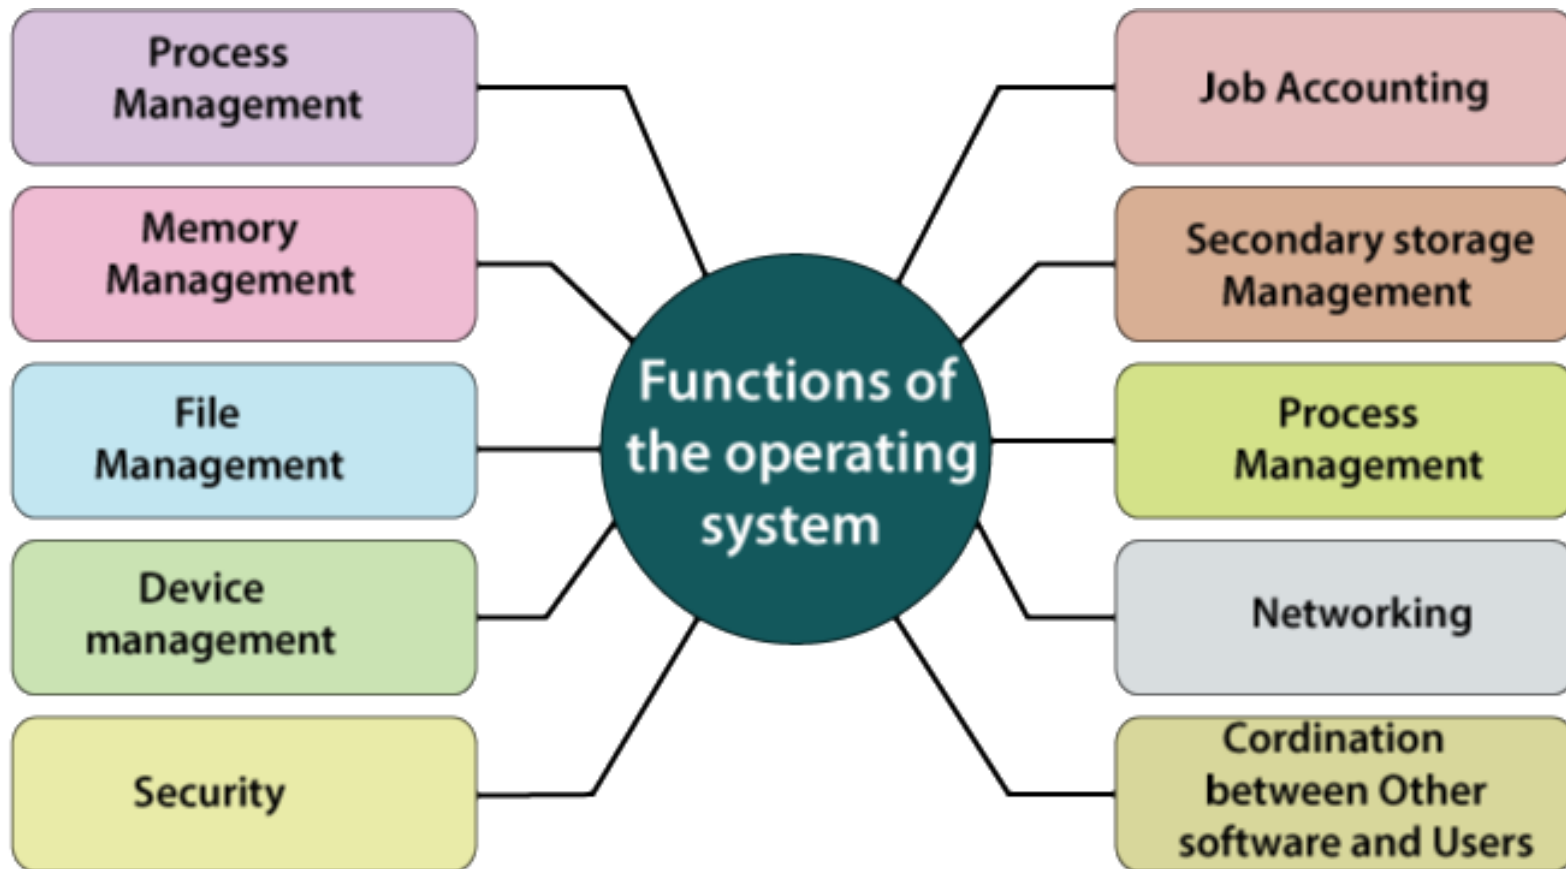 Process
Management
Memory
Management
File
Management
Device
management
Security
Functions of
the operating
system
Job Accounting
Secondary storage
Management
Process
Management
Networking
Cordination
between Other
software and Users